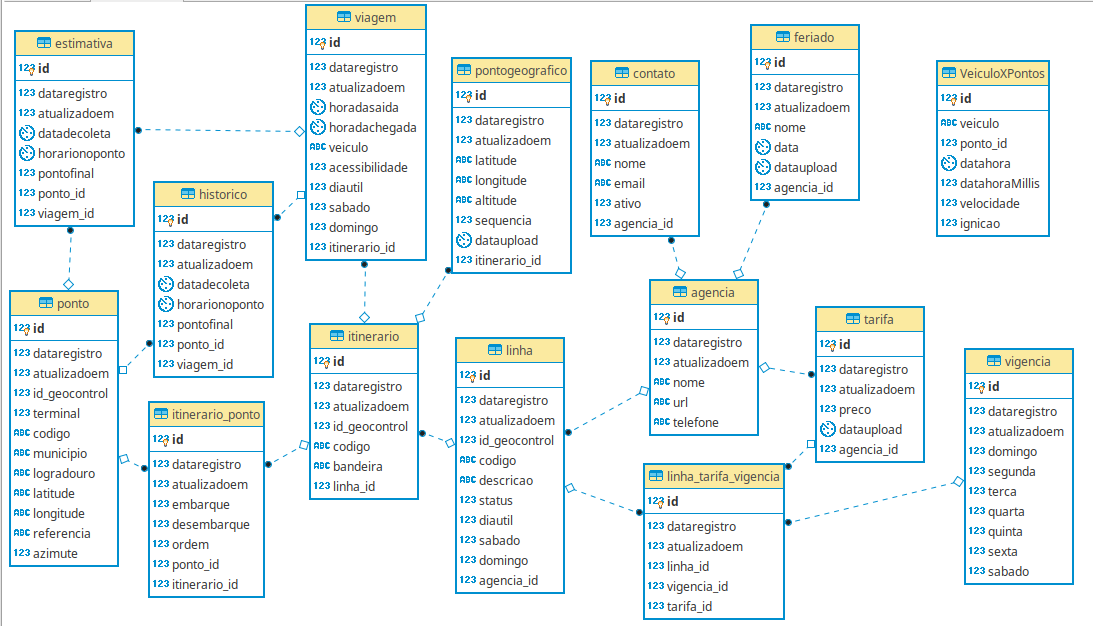 estimativa
123 id
123 dataregistro
123 atualizadoem
datadecoleta
horarionoponto
123 pontofinal
123 ponto_id
123 viagem_id
viagem
123 id
123 dataregistro
123 atualizadoem
horadasaida
horadachegada
ABC veiculo
123 acessibilidade
123 diautil
123 sabado
123 domingo
123 itinerario_id
pontogeografico
123 id
123 dataregistro
123 atualizadoem
ABC latitude
ABC longitude
ABC altitude
123 sequencia
dataupload
123 itinerario_id
contato
123 id
123 dataregistro
123 atualizadoem
ABC nome
ABC email
123 ativo
123 agencia_id
feriado
123 id
123 dataregistro
123 atualizadoem
ABC nome
data
dataupload
123 agencia_id
VeiculoXPontos
123 id
ABC veiculo
123 ponto_id
datahora
123 datahoraMillis
123 velocidade
123 ignicao
historico
123 id
123 dataregistro
123 atualizadoem
datadecoleta
horarionoponto
123 pontofinal
123 ponto_id
123 viagem_id
ponto
123 id
123 dataregistro
123 atualizadoem
123 id_geocontrol
123 terminal
ABC codigo
ABC municipio
ABC logradouro
ABC latitude
ABC longitude
ABC referencia
123 azimute
itinerario_ponto
123 id
123 dataregistro
123 atualizadoem
123 embarque
123 desembarque
123 ordem
123 ponto_id
123 itinerario_id
itinerario
123 id
123 dataregistro
123 atualizadoem
123 id_geocontrol
ABC codigo
ABC bandeira
123 linha_id
linha
123 id
123 dataregistro
123 atualizadoem
123 id_geocontrol
ABC codigo
ABC descricao
123 status
123 diautil
123 sabado
123 domingo
123 agencia_id
agencia
123 id
123 dataregistro
123 atualizadoem
ABC nome
ABC url
ABC telefone
tarifa
123 id
123 dataregistro
123 atualizadoem
123 preco
dataupload
123 agencia_id
linha_tarifa_vigencia
123 id
123 dataregistro
123 atualizadoem
123 linha_id
123 vigencia_id
123 tarifa_id
vigencia
123 id
123 dataregistro
123 atualizadoem
123 domingo
123 segunda
123 terca
123 quarta
123 quinta
123 sexta
123 sabado